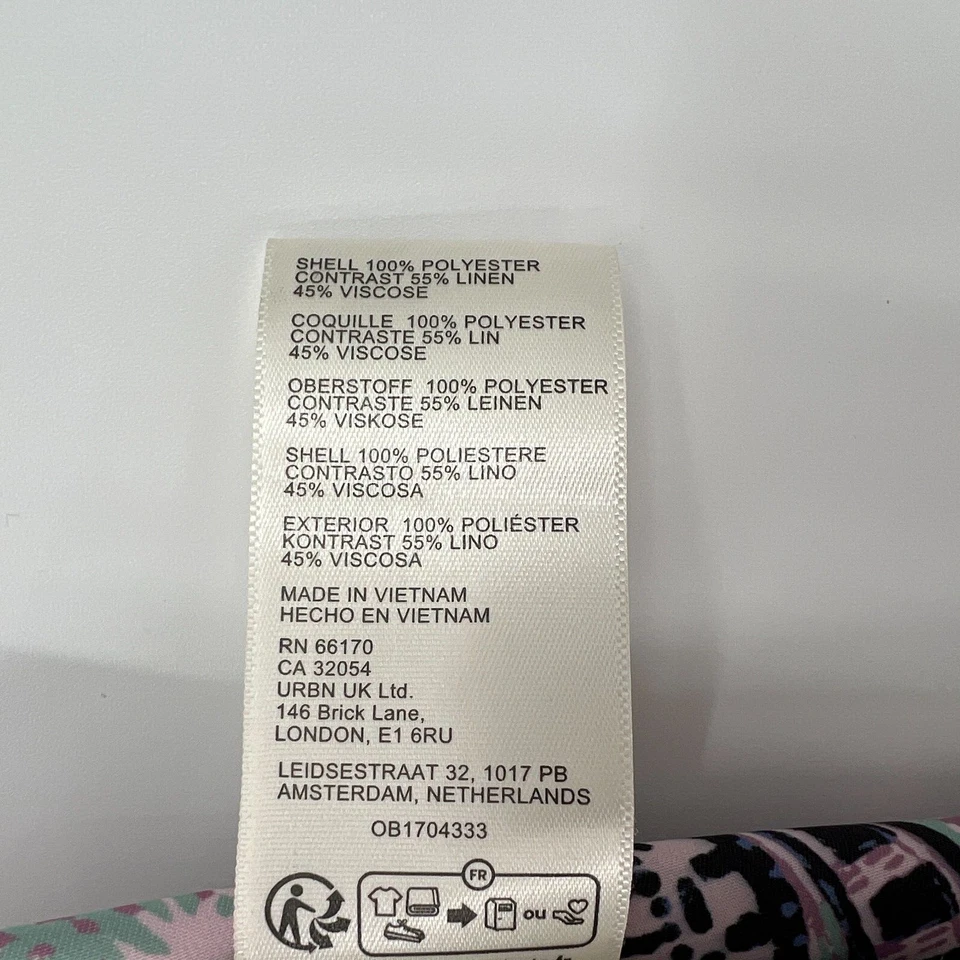 SHELL 100% POLYESTER
CONTRAST 55% LINEN
45% VISCOSE
COQUILLE 100% POLYESTER
CONTRASTE 55% LIN
45% VISCOSE
OBERSTOFF 100% POLYESTER
CONTRASTE 55% LEINEN
45% VISKOSE
SHELL 100% POLIESTERE
CONTRASTO 55% LINO
45% VISCOSA
EXTERIOR 100% POLIÉSTER
KONTRAST 55% LINO
45% VISCOSA
MADE IN VIETNAM
HECHO EN VIETNAM
RN 66170
CA 32054
URBN UK Ltd.
146 Brick Lane,
LONDON, E1 6RU
LEIDSESTRAAT 32, 1017 PB
AMSTERDAM, NETHERLANDS
OB1704333
FR
ou